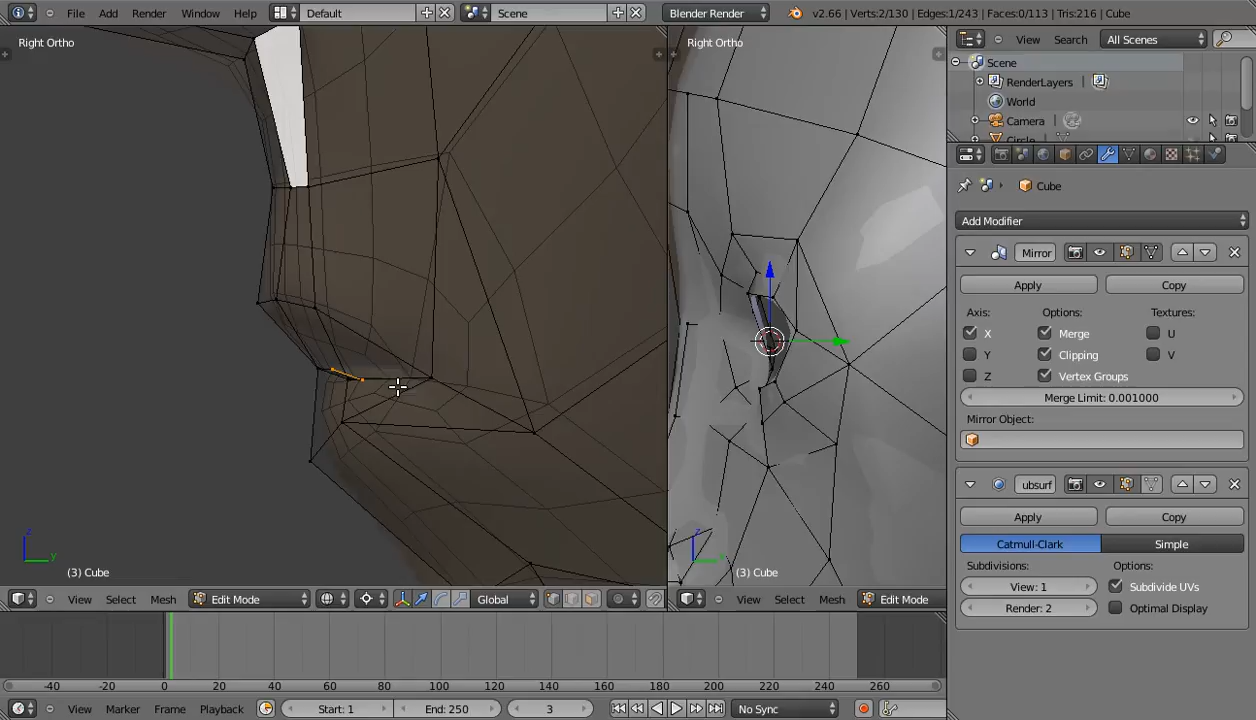 File Add Render Window Help Default Scene Blender Render v2.66 | Verts:2/130 | Edges:1/243 | Faces:0/113 | Tris:216 | Cube
Right Ortho
Right Ortho
View Search All Scenes
Scene
RenderLayers
World
Camera
Circle
Cube
Add Modifier
Mirror
Apply Copy
Axis: Options: Textures:
X Merge U
Y Clipping V
Z Vertex Groups
Merge Limit: 0.001000
Mirror Object:
ubsurf
Apply Copy
Catmull-Clark Simple
Subdivisions: Options:
View: 1 Subdivide UVs
Render: 2 Optimal Display
z
y
(3) Cube
z
(3) Cube
View Select Mesh Edit Mode Global
View Select Mesh Edit Mode
-40 -20 0 20 40 60 80 100 120 140 160 180 200 220 240 260
View Marker Frame Playback Start: 1 End: 250 3 No Sync